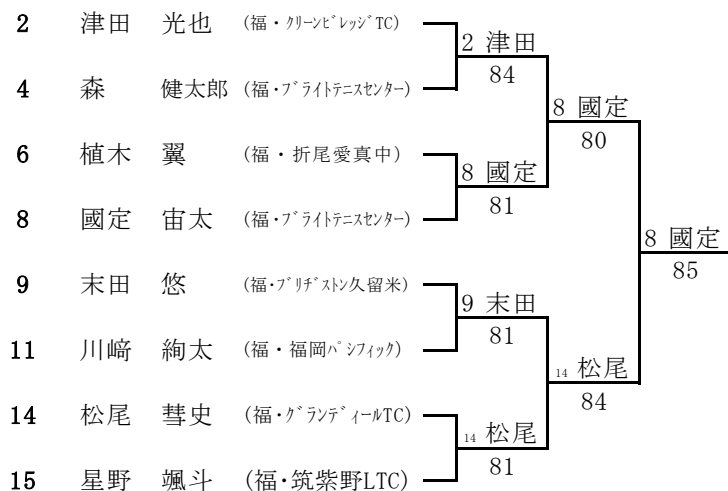 2 津田 光也 (福・クリーンビレッジTC)
2 津田
84
4 森 健太郎 (福・ブライトテニスセンター)
8 國定
80
6 植木 翼 (福・折尾愛真中)
8 國定
81
8 國定 宙太 (福・ブライトテニスセンター)
8 國定
85
9 末田 悠 (福・ブリヂストン久留米)
9 末田
81
11 川﨑 絢太 (福・福岡パシフィック)
14 松尾
84
14 松尾 彗史 (福・グランディールTC)
14 松尾
81
15 星野 颯斗 (福・筑紫野LTC)